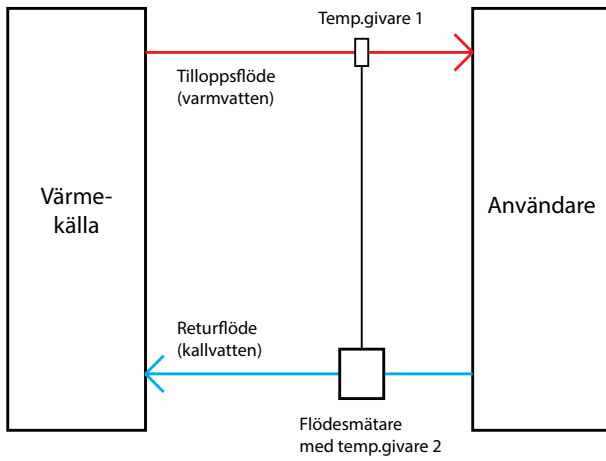 Temp.givare 1
Tilloppsflöde
(varmvatten)
Värme-
källa
Användare
Returflöde
(kallvatten)
Flödesmätare
med temp.givare 2